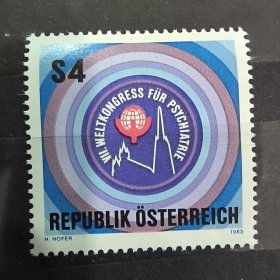 S4
VII. WELTKONGRESS FÜR PSYCHIATRIE
REPUBLIK ÖSTERREICH
H. HOFER 1983